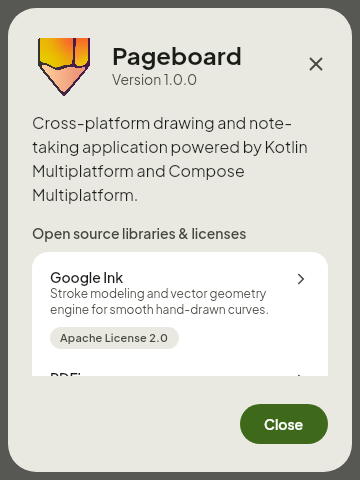 Pageboard
Version 1.0.0
Cross-platform drawing and note-
taking application powered by Kotlin
Multiplatform and Compose
Multiplatform.
Open source libraries & licenses
Google Ink
Stroke modeling and vector geometry
engine for smooth hand-drawn curves.
Apache License 2.0
Close